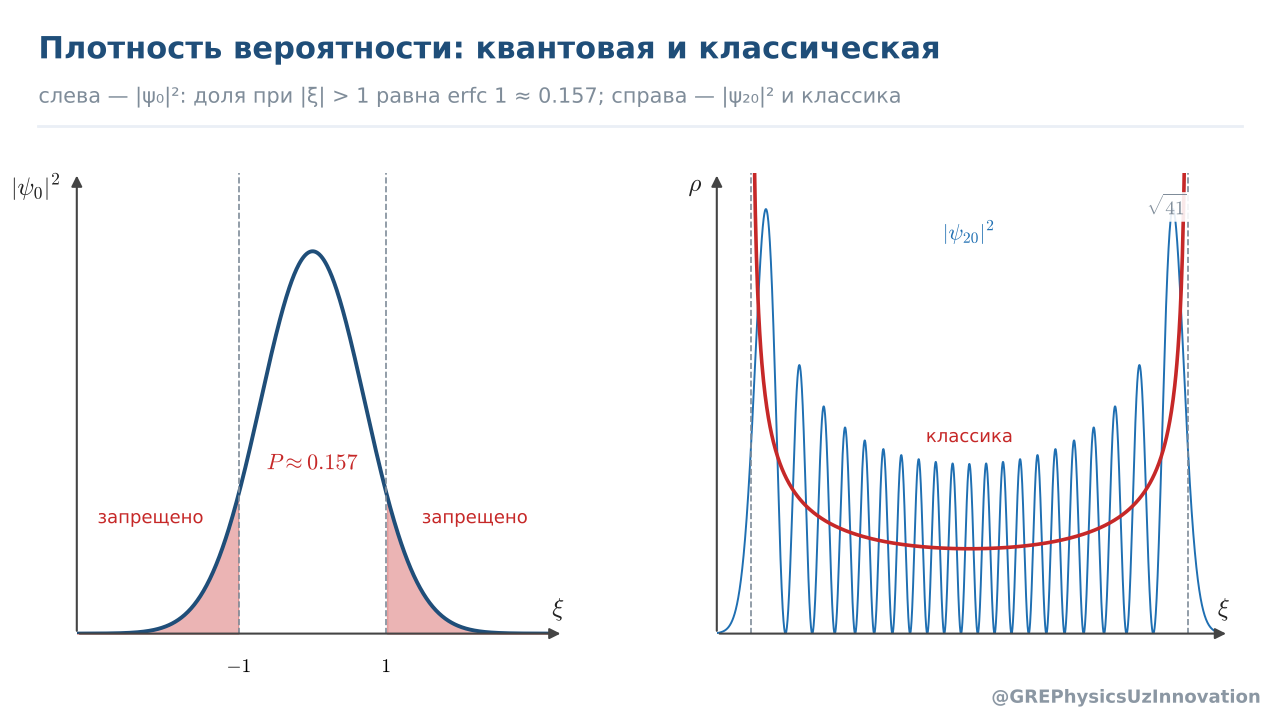 Плотность вероятности: квантовая и классическая
слева — |ψ₀|²: доля при |ξ| > 1 равна erfc 1 ≈ 0.157; справа — |ψ₂₀|² и классика
|ψ₀|²
P ≈ 0.157
запрещено
запрещено
ξ
−1
1
ρ
√41
|ψ₂₀|²
классика
ξ
@GREPhysicsUzInnovation